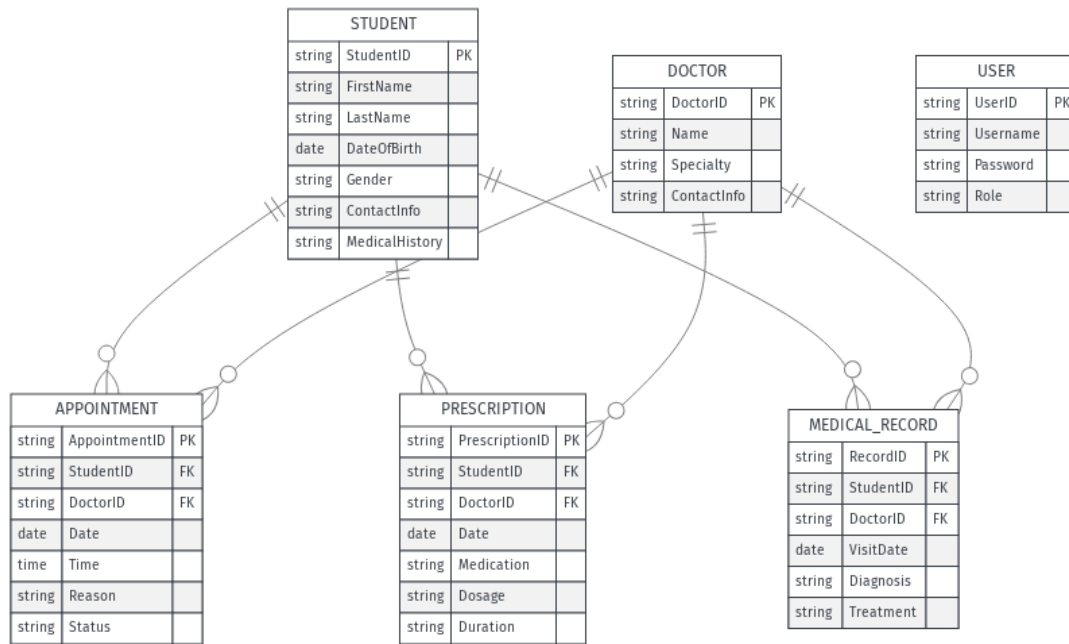 STUDENT
string StudentID PK
string FirstName
string LastName
date DateOfBirth
string Gender
string ContactInfo
string MedicalHistory
DOCTOR
string DoctorID PK
string Name
string Specialty
string ContactInfo
USER
string UserID PK
string Username
string Password
string Role
APPOINTMENT
string AppointmentID PK
string StudentID FK
string DoctorID FK
date Date
time Time
string Reason
string Status
PRESCRIPTION
string PrescriptionID PK
string StudentID FK
string DoctorID FK
date Date
string Medication
string Dosage
string Duration
MEDICAL_RECORD
string RecordID PK
string StudentID FK
string DoctorID FK
date VisitDate
string Diagnosis
string Treatment